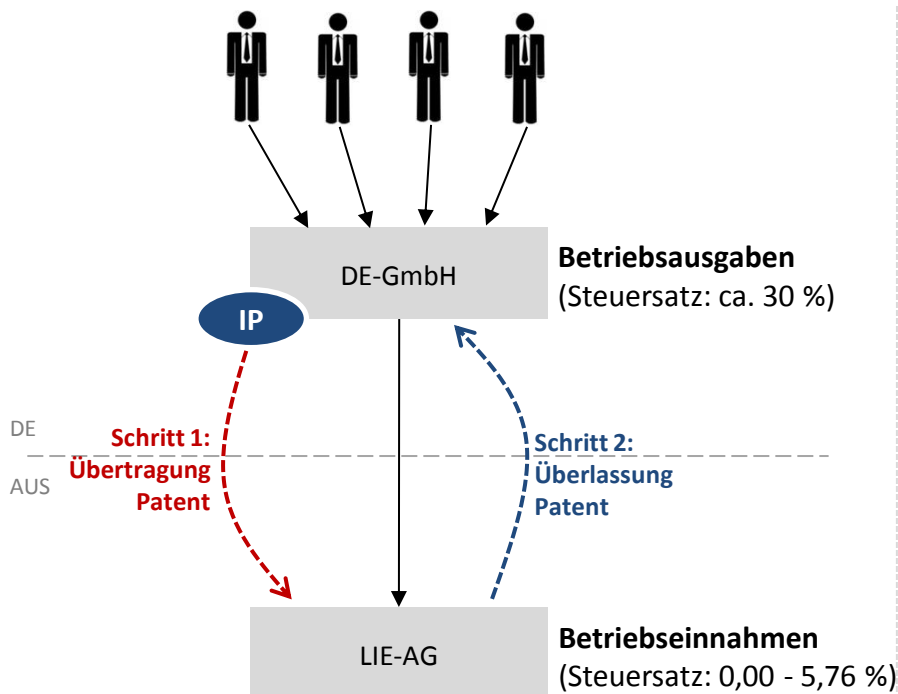 DE-GmbH
Betriebsausgaben
(Steuersatz: ca. 30 %)
IP
DE
AUS
Schritt 1:
Übertragung
Patent
Schritt 2:
Überlassung
Patent
LIE-AG
Betriebseinnahmen
(Steuersatz: 0,00 - 5,76 %)